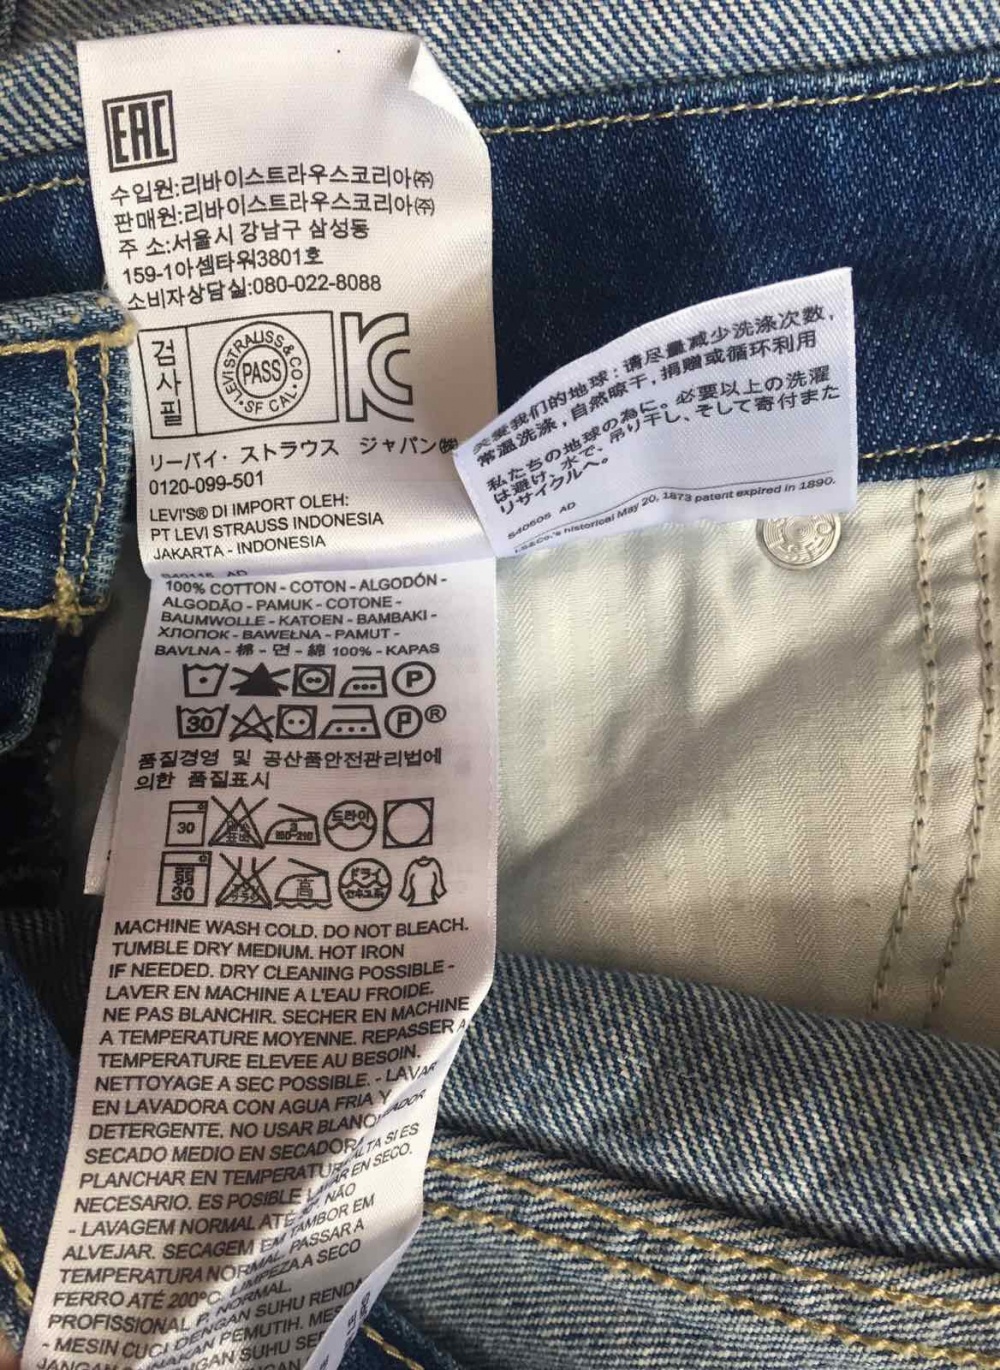 EAC
수입원:리바이스트라우스코리아㈜
판매원:리바이스트라우스코리아㈜
주 소:서울시 강남구 삼성동
159-1아셈타워3801호
소비자상담실:080-022-8088
검사필
LEVI STRAUSS & CO.
PASS
SF CAL.
リーバイ・ストラウス ジャパン㈱
0120-099-501
LEVI'S® DI IMPORT OLEH:
PT LEVI STRAUSS INDONESIA
JAKARTA - INDONESIA
关爱我们的地球:请尽量减少洗涤次数,
常温洗涤,自然晾干,捐赠或循环利用
私たちの地球の為に。必要以上の洗濯
は避け、水で、吊り干し、そして寄付また
リサイクルへ。
540605 AD
LS&Co.'s historical May 20, 1873 patent expired in 1890.
100% COTTON - COTON - ALGODÓN -
ALGODÃO - PAMUK - COTONE -
BAUMWOLLE - KATOEN - BAMBAKI -
ХЛОПОК - BAWEŁNA - PAMUT -
BAVLNA - 棉 - 면 - 綿 100% - KAPAS
P
30 P®
품질경영 및 공산품안전관리법에
의한 품질표시
30 드라이
弱 30 高 ドライ
MACHINE WASH COLD. DO NOT BLEACH.
TUMBLE DRY MEDIUM. HOT IRON
IF NEEDED. DRY CLEANING POSSIBLE -
LAVER EN MACHINE A L'EAU FROIDE.
NE PAS BLANCHIR. SECHER EN MACHINE
A TEMPERATURE MOYENNE. REPASSER A
TEMPERATURE ELEVEE AU BESOIN.
NETTOYAGE A SEC POSSIBLE. - LAVAR
EN LAVADORA CON AGUA FRIA Y
DETERGENTE. NO USAR
SECADO MEDIO EN
PLANCHAR EN ALTA SI ES
NECESARIO. ES POSIBLE LAVAR EN SECO.
- LAVAGEM NORMAL ATÉ NÃO
ALVEJAR. SECAGEM EM TAMBOR EM
TEMPERATURA NORMAL. PASSAR A
FERRO ATÉ 200°C. LIMPEZA A SECO
PROFISSIONAL P. NORMAL.
- MESIN CUCI DENGAN SUHU
JANGAN PEMUTIH.